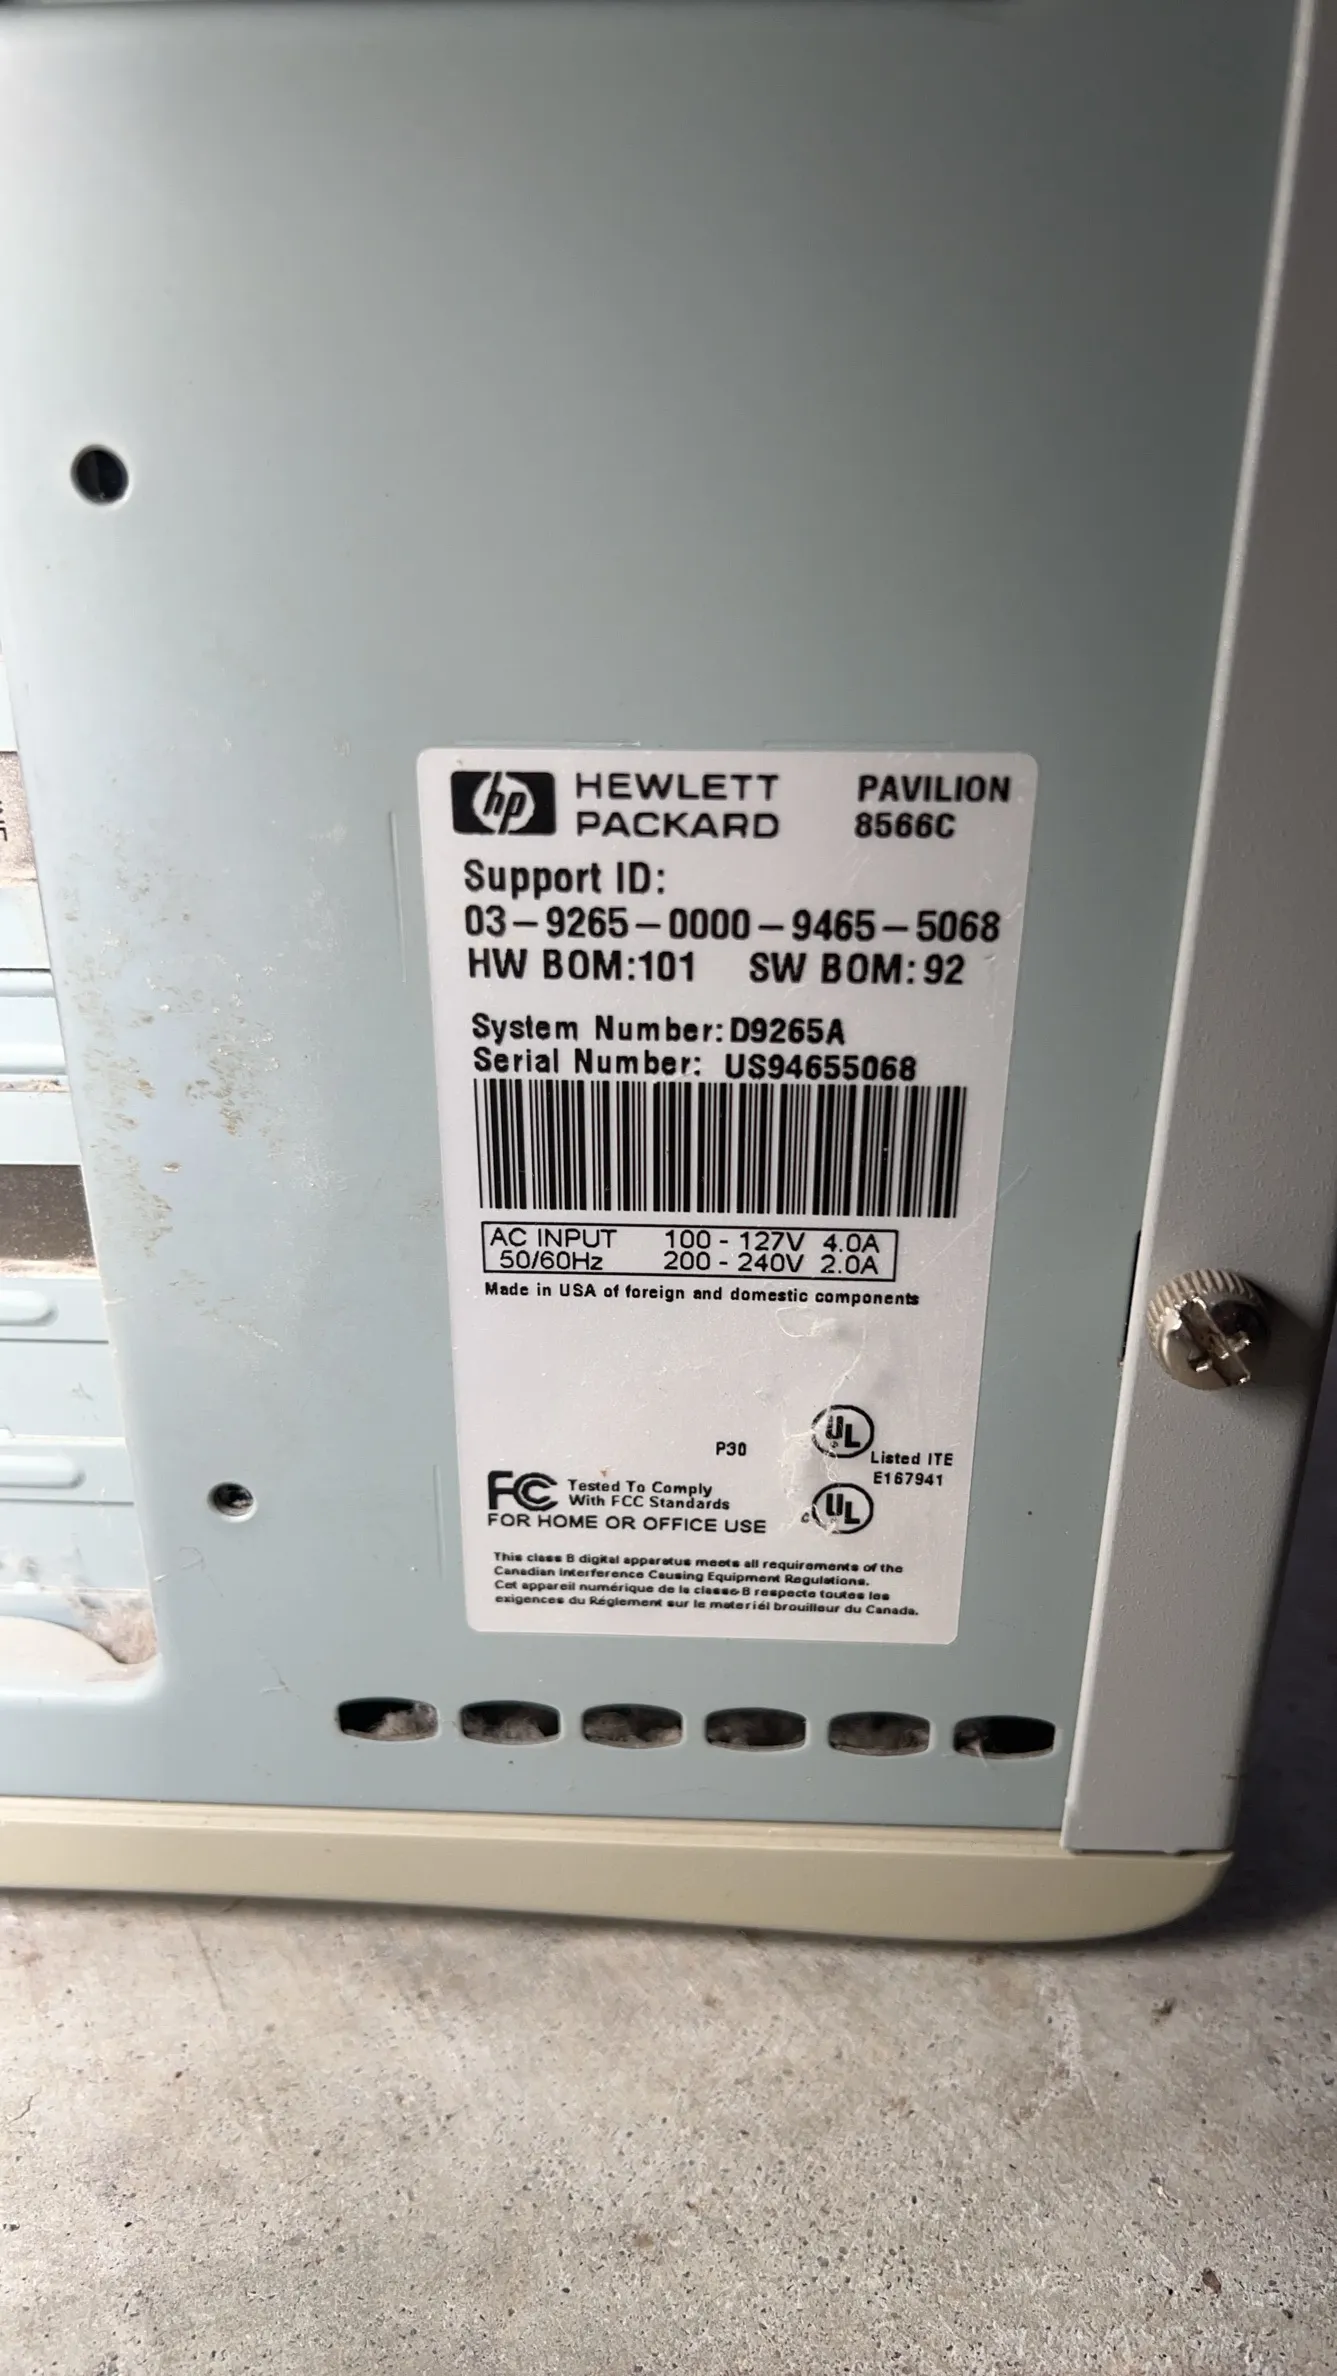 hp HEWLETT PACKARD PAVILION 8566C
Support ID:
03-9265-0000-9465-5068
HW BOM:101 SW BOM: 92
System Number: D9265A
Serial Number: US94655068
AC INPUT 100 - 127V 4.0A
50/60Hz 200 - 240V 2.0A
Made in USA of foreign and domestic components
P30
UL Listed ITE
E167941
c UL
FC Tested To Comply
With FCC Standards
FOR HOME OR OFFICE USE
This class B digital apparatus meets all requirements of the
Canadian Interference Causing Equipment Regulations.
Cet appareil numérique de la classe B respecte toutes les
exigences du Réglement sur le materiél brouilleur du Canada.